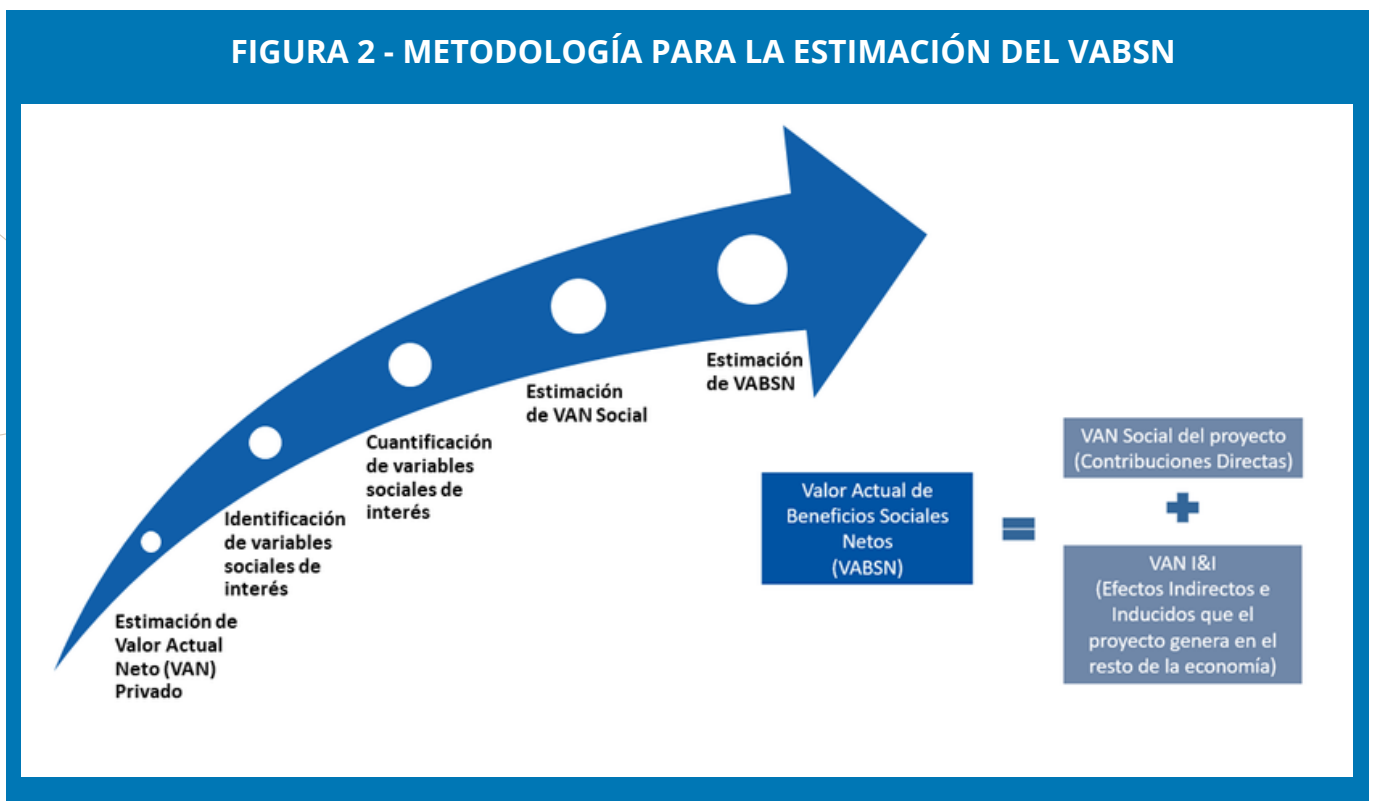 FIGURA 2 - METODOLOGÍA PARA LA ESTIMACIÓN DEL VABSN
Estimación de
Valor Actual
Neto (VAN)
Privado
Identificación
de variables
sociales de
interés
Cuantificación
de variables
sociales de
interés
Estimación
de VAN Social
Estimación
de VABSN
Valor Actual de
Beneficios Sociales
Netos
(VABSN)
=
VAN Social del proyecto
(Contribuciones Directas)
+
VAN I&I
(Efectos Indirectos e
Inducidos que el
proyecto genera en el
resto de la economía)